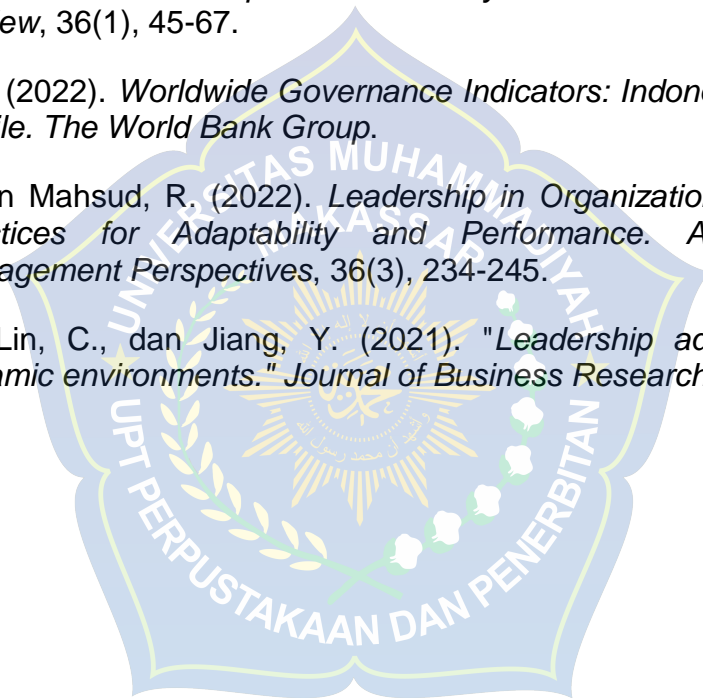 ew, 36(1), 45-67.
(2022). Worldwide Governance Indicators: Indone
ile. The World Bank Group.
n Mahsud, R. (2022). Leadership in Organization
ctices for Adaptability and Performance. A
agement Perspectives, 36(3), 234-245.
Lin, C., dan Jiang, Y. (2021). "Leadership ad
amic environments." Journal of Business Research
UNIVERSITAS MUHAMMADIYAH
MAKASSAR
UPT PERPUSTAKAAN DAN PENERBITAN